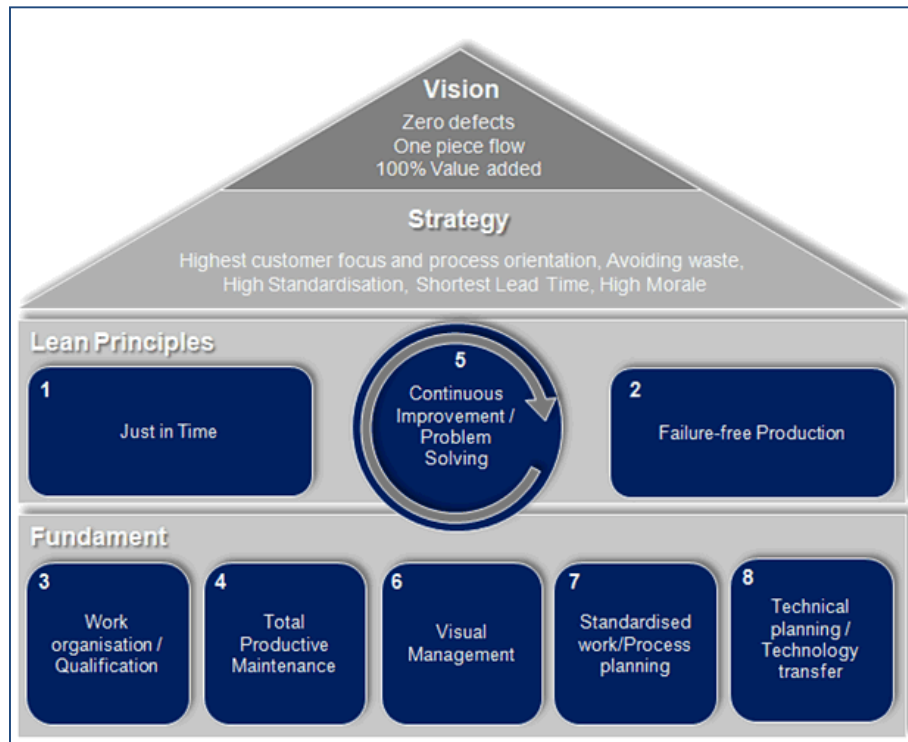 Vision
Zero defects
One piece flow
100% Value added
Strategy
Highest customer focus and process orientation, Avoiding waste,
High Standardisation, Shortest Lead Time, High Morale
Lean Principles
1
Just in Time
5
Continuous
Improvement /
Problem
Solving
2
Failure-free Production
Fundament
3
Work
organisation /
Qualification
4
Total
Productive
Maintenance
6
Visual
Management
7
Standardised
work/Process
planning
8
Technical
planning /
Technology
transfer